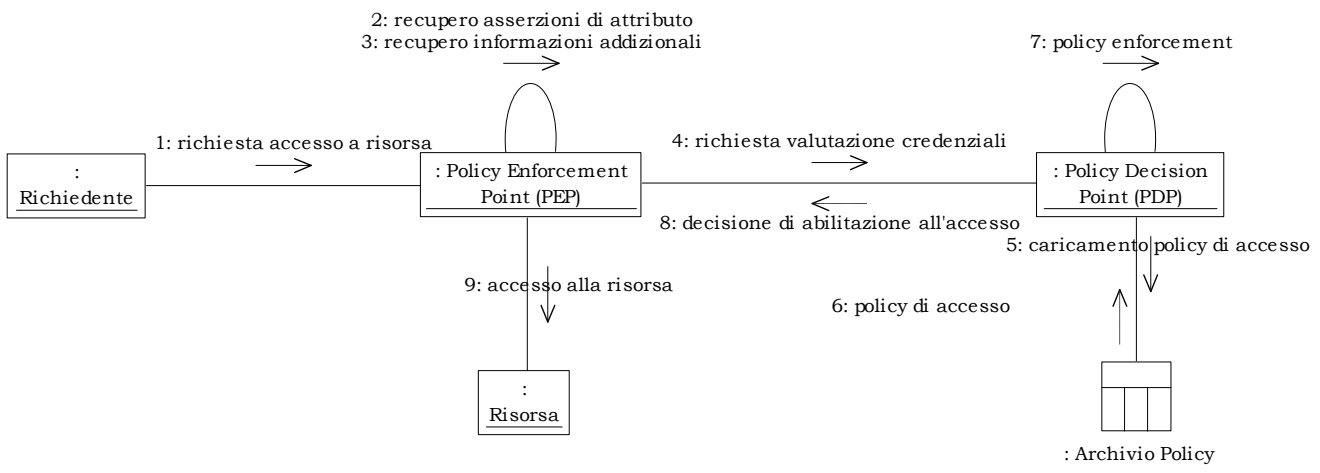 2: recupero asserzioni di attributo
3: recupero informazioni addizionali
7: policy enforcement
1: richiesta accesso a risorsa
4: richiesta valutazione credenziali
:
Richiedente
: Policy Enforcement
Point (PEP)
: Policy Decision
Point (PDP)
8: decisione di abilitazione all'accesso
5: caricamento policy di accesso
9: accesso alla risorsa
6: policy di accesso
:
Risorsa
: Archivio Policy